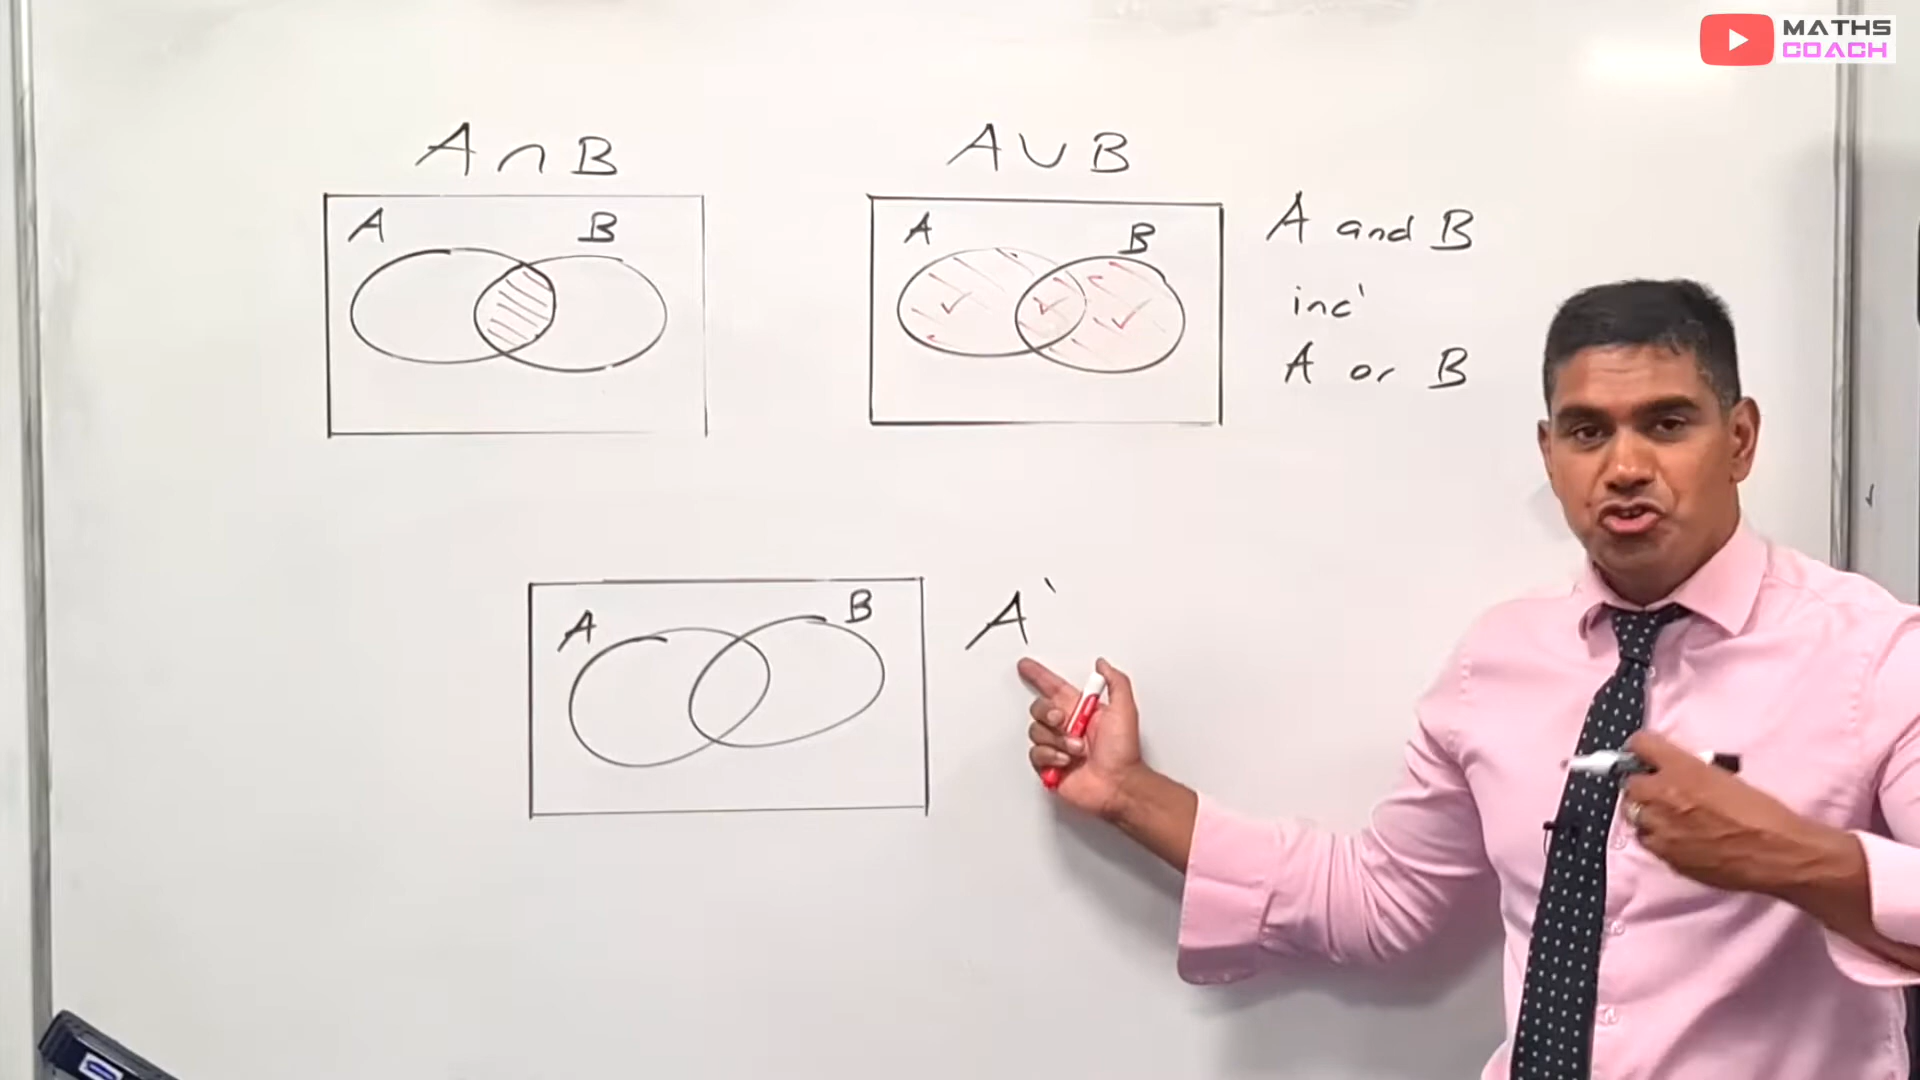 MATHS
COACH
A ∩ B
A ∪ B
A
B
A
B
A and B
inc'
A or B
A
B
A`